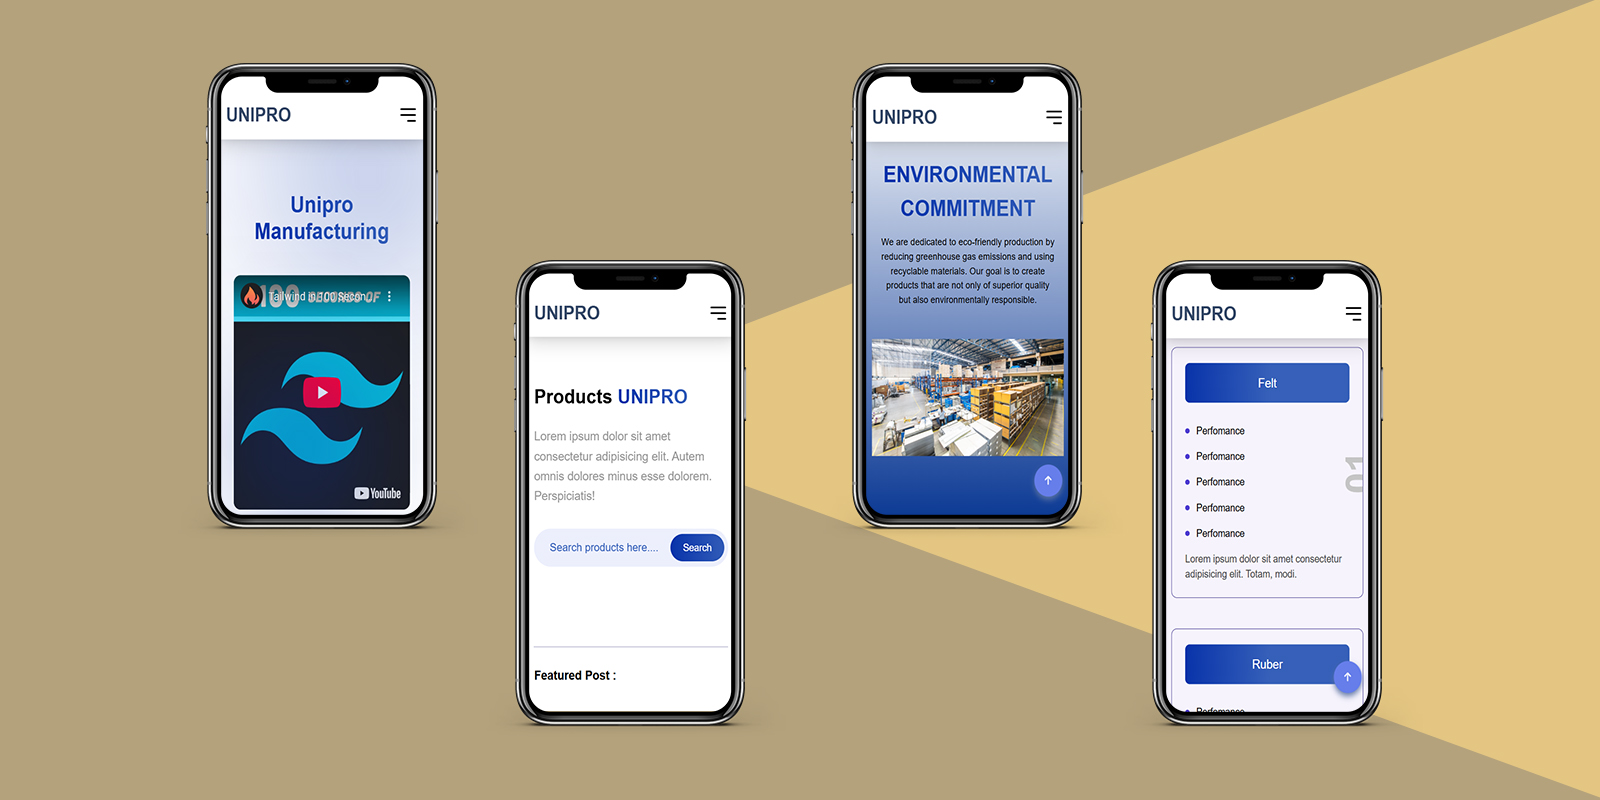 UNIPRO
Unipro
Manufacturing
100 SECONDS OF
Tailwind in 100 Secon...
YouTube
UNIPRO
Products UNIPRO
Lorem ipsum dolor sit amet
consectetur adipisicing elit. Autem
omnis dolores minus esse dolorem.
Perspiciatis!
Search products here....
Search
Featured Post :
UNIPRO
ENVIRONMENTAL
COMMITMENT
We are dedicated to eco-friendly production by
reducing greenhouse gas emissions and using
recyclable materials. Our goal is to create
products that are not only of superior quality
but also environmentally responsible.
UNIPRO
Felt
Perfomance
Perfomance
Perfomance
Perfomance
Perfomance
01
Lorem ipsum dolor sit amet consectetur
adipisicing elit. Totam, modi.
Ruber
Perfomance